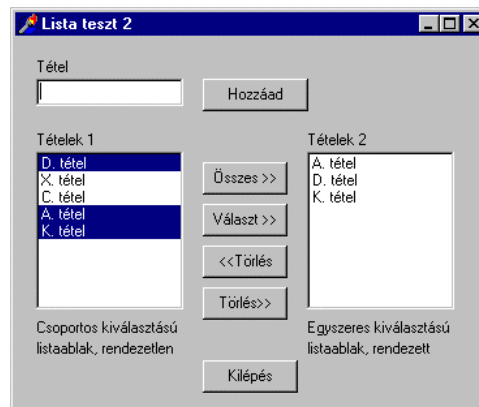 Lista teszt 2
Tétel
Hozzáad
Tételek 1
Tételek 2
D. tétel
X. tétel
C. tétel
A. tétel
K. tétel
Összes >>
Választ >>
<<Törlés
Törlés>>
A. tétel
D. tétel
K. tétel
Csoportos kiválasztású
listaablak, rendezetlen
Egyszeres kiválasztású
listaablak, rendezett
Kilépés